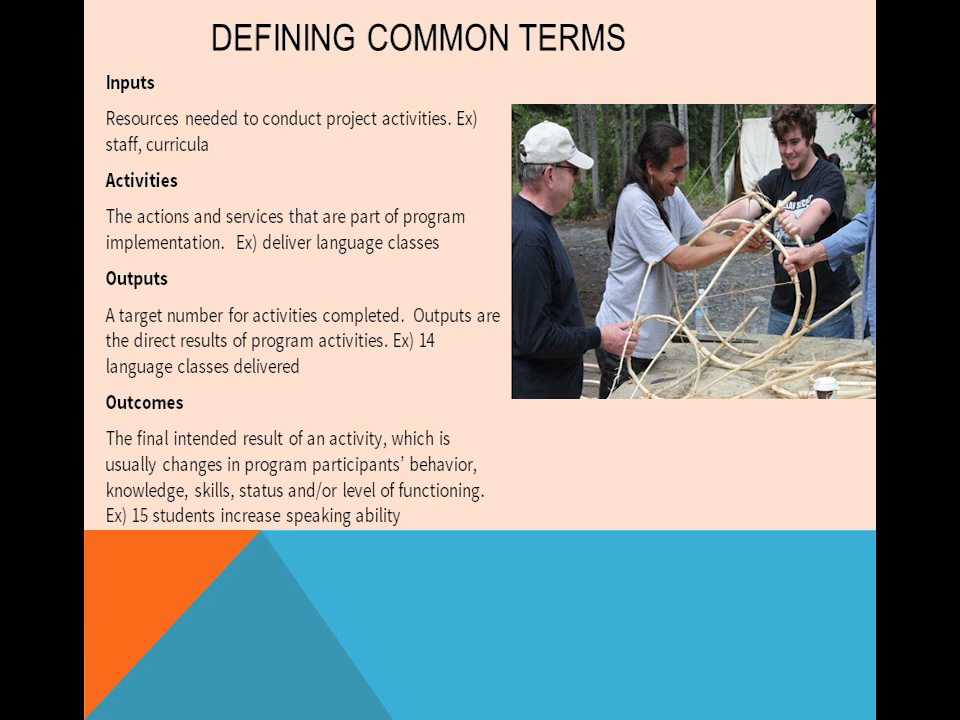 DEFINING COMMON TERMS
Inputs
Resources needed to conduct project activities. Ex)
staff, curricula
Activities
The actions and services that are part of program
implementation.  Ex) deliver language classes
Outputs
A target number for activities completed.  Outputs are
the direct results of program activities. Ex) 14
language classes delivered
Outcomes
The final intended result of an activity, which is
usually changes in program participants’ behavior,
knowledge, skills, status and/or level of functioning.
Ex) 15 students increase speaking ability